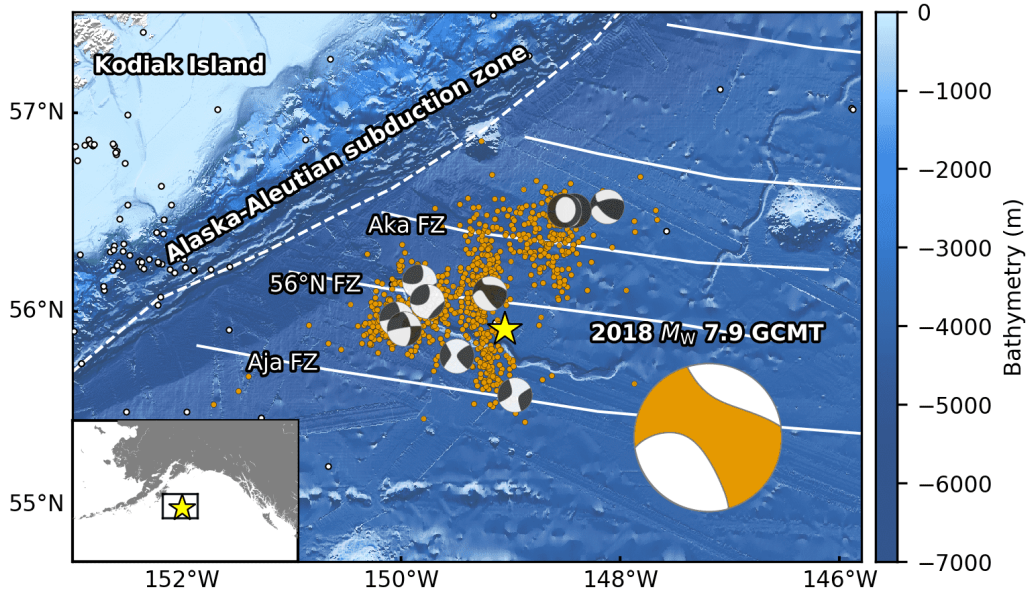 Kodiak Island
Alaska-Aleutian subduction zone
57°N
Aka FZ
56°N FZ
56°N
2018 MW 7.9 GCMT
Aja FZ
55°N
152°W
150°W
148°W
146°W
0
−1000
−2000
−3000
−4000
−5000
−6000
−7000
Bathymetry (m)